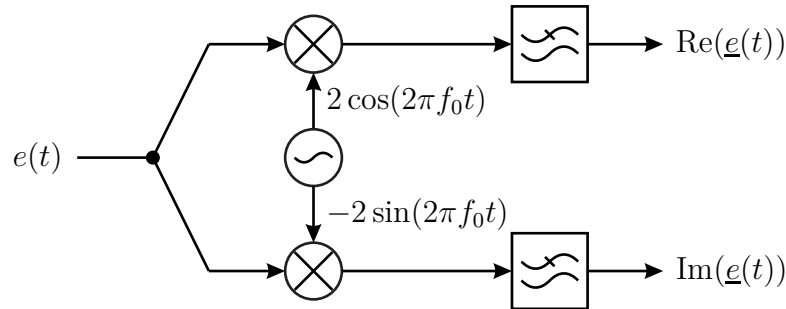 Re(e̲(t))
2 cos(2πf₀t)
e(t)
−2 sin(2πf₀t)
Im(e̲(t))